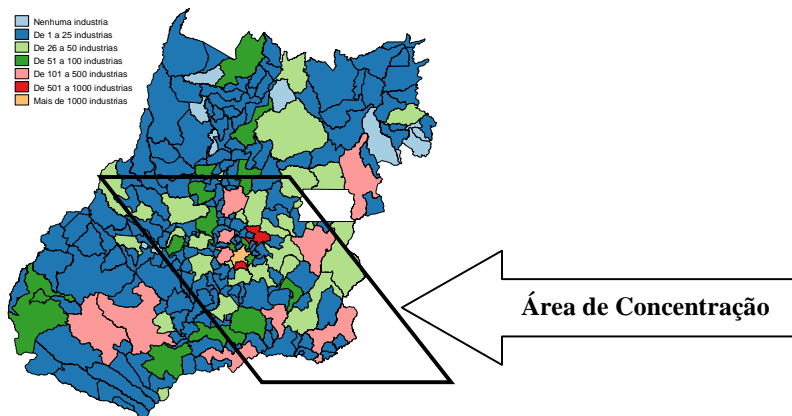 Nenhuma industria
De 1 a 25 industrias
De 26 a 50 industrias
De 51 a 100 industrias
De 101 a 500 industrias
De 501 a 1000 industrias
Mais de 1000 industrias
Área de Concentração